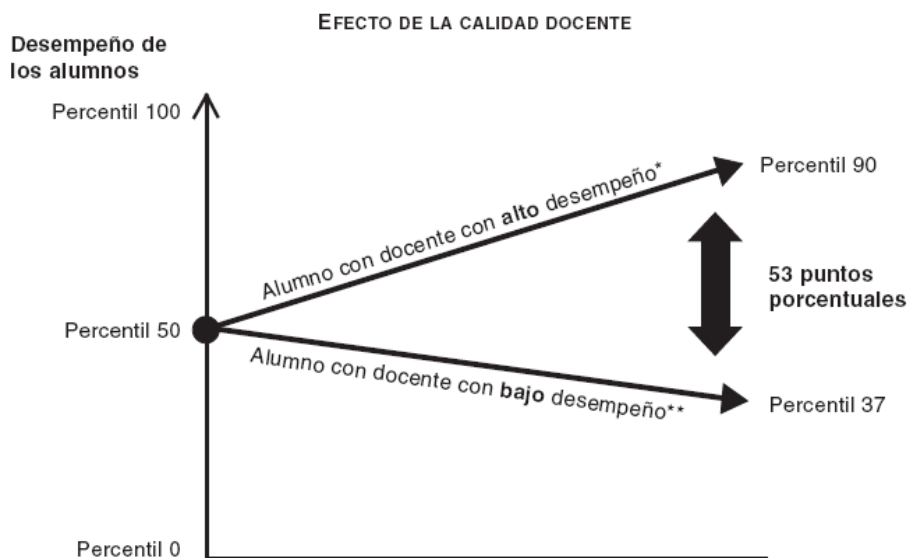 EFECTO DE LA CALIDAD DOCENTE
Desempeño de
los alumnos
Percentil 100
Alumno con docente con alto desempeño*
Percentil 90
53 puntos
porcentuales
Percentil 50
Alumno con docente con bajo desempeño**
Percentil 37
Percentil 0